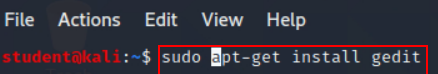 File Actions Edit View Help
student@kali:~$ sudo apt-get install gedit